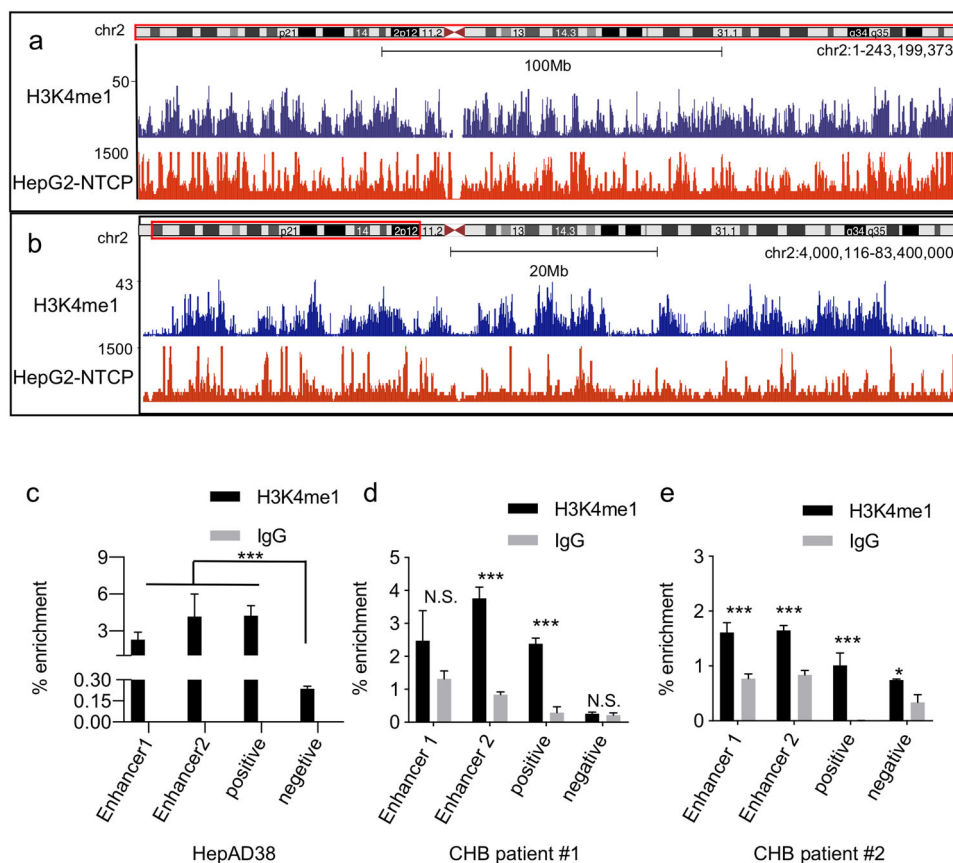 a
chr2
p21
14
2p12
11.2
13
14.3
31.1
q34
q35
100Mb
chr2:1-243,199,373
50
H3K4me1
1500
HepG2-NTCP
b
chr2
p21
14
2p12
11.2
13
14.3
31.1
q34
q35
20Mb
chr2:4,000,116-83,400,000
43
H3K4me1
1500
HepG2-NTCP
c
H3K4me1
IgG
% enrichment
9
6
3
0.30
0.15
0.00
***
Enhancer1
Enhancer2
positive
negetive
HepAD38
d
H3K4me1
IgG
% enrichment
5
4
3
2
1
0
N.S.
***
***
N.S.
Enhancer 1
Enhancer 2
positive
negative
CHB patient #1
e
H3K4me1
IgG
% enrichment
3
2
1
0
***
***
***
*
Enhancer 1
Enhancer 2
positive
negative
CHB patient #2